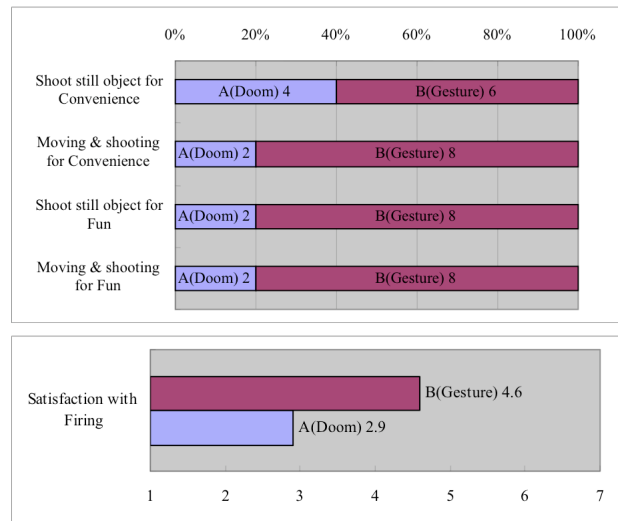 0% 20% 40% 60% 80% 100%
Shoot still object for
Convenience
A(Doom) 4 B(Gesture) 6
Moving & shooting
for Convenience
A(Doom) 2 B(Gesture) 8
Shoot still object for
Fun
A(Doom) 2 B(Gesture) 8
Moving & shooting
for Fun
A(Doom) 2 B(Gesture) 8
Satisfaction with
Firing
B(Gesture) 4.6
A(Doom) 2.9
1 2 3 4 5 6 7